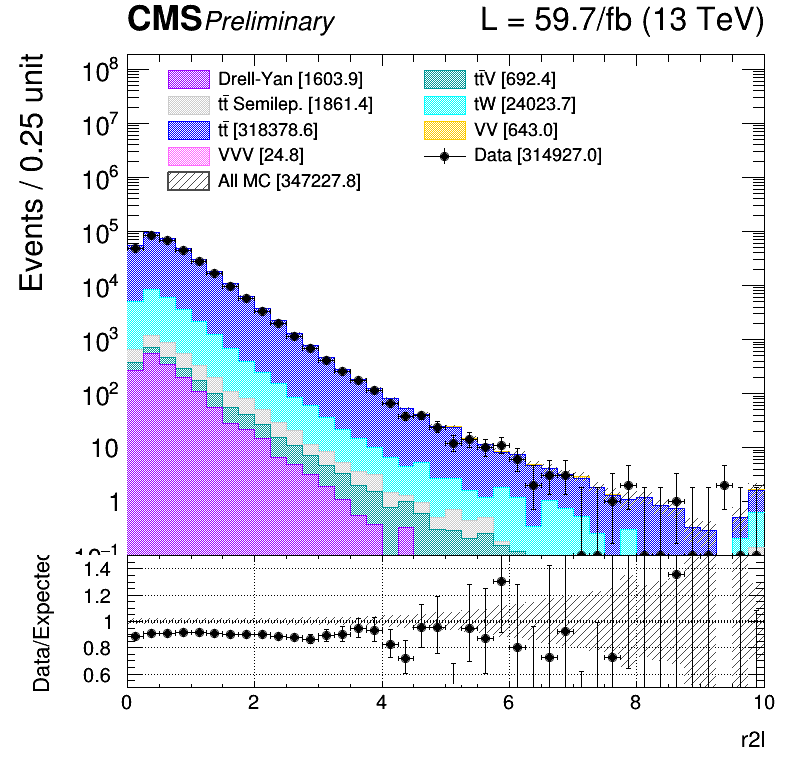 CMS Preliminary L = 59.7/fb (13 TeV)
Events / 0.25 unit
10⁸
10⁷
10⁶
10⁵
10⁴
10³
10²
10
1
10⁻¹
Drell-Yan [1603.9]
tt̄ Semilep. [1861.4]
tt̄ [318378.6]
VVV [24.8]
All MC [347227.8]
tt̄V [692.4]
tW [24023.7]
VV [643.0]
Data [314927.0]
Data/Expected
1.4
1.2
1
0.8
0.6
0 2 4 6 8 10
r2l